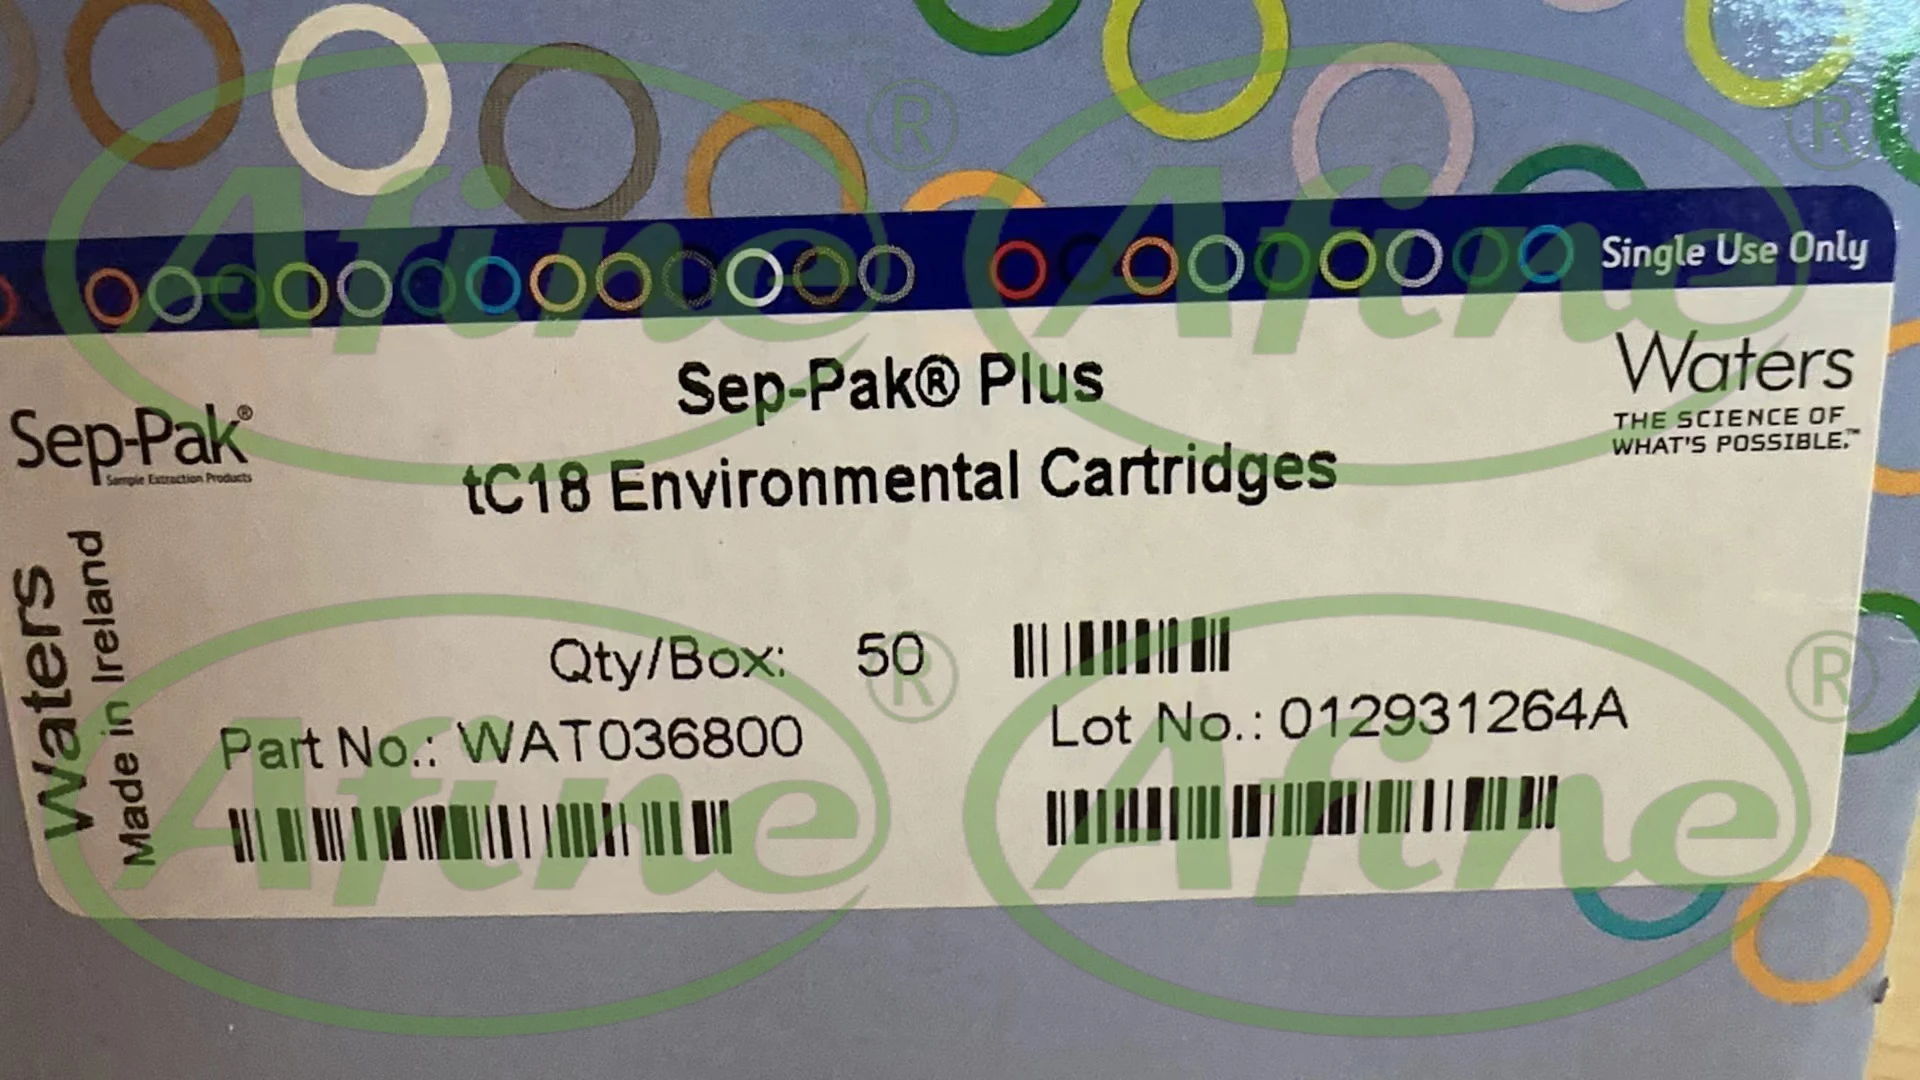 Single Use Only
Sep-Pak® Plus
Waters
THE SCIENCE OF
WHAT'S POSSIBLE.™
Sep-Pak®
Sample Extraction Products
tC18 Environmental Cartridges
Waters
Made in Ireland
Qty/Box: 50
Part No.: WAT036800
Lot No.: 012931264A
Afine®
Afine®
Afine®
Afine®